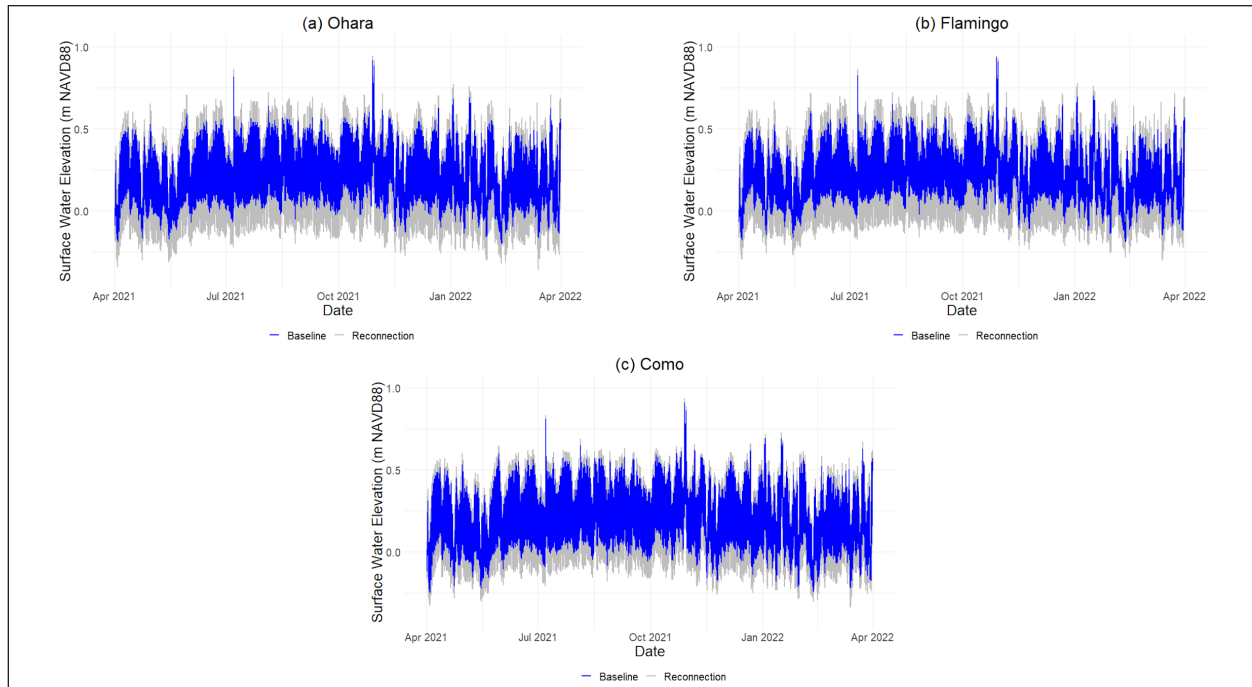 (a) Ohara
Surface Water Elevation (m NAVD88)
1.0
0.5
0.0
Apr 2021 Jul 2021 Oct 2021 Jan 2022 Apr 2022
Date
Baseline Reconnection
(b) Flamingo
Surface Water Elevation (m NAVD88)
1.0
0.5
0.0
Apr 2021 Jul 2021 Oct 2021 Jan 2022 Apr 2022
Date
Baseline Reconnection
(c) Como
Surface Water Elevation (m NAVD88)
1.0
0.5
0.0
Apr 2021 Jul 2021 Oct 2021 Jan 2022 Apr 2022
Date
Baseline Reconnection